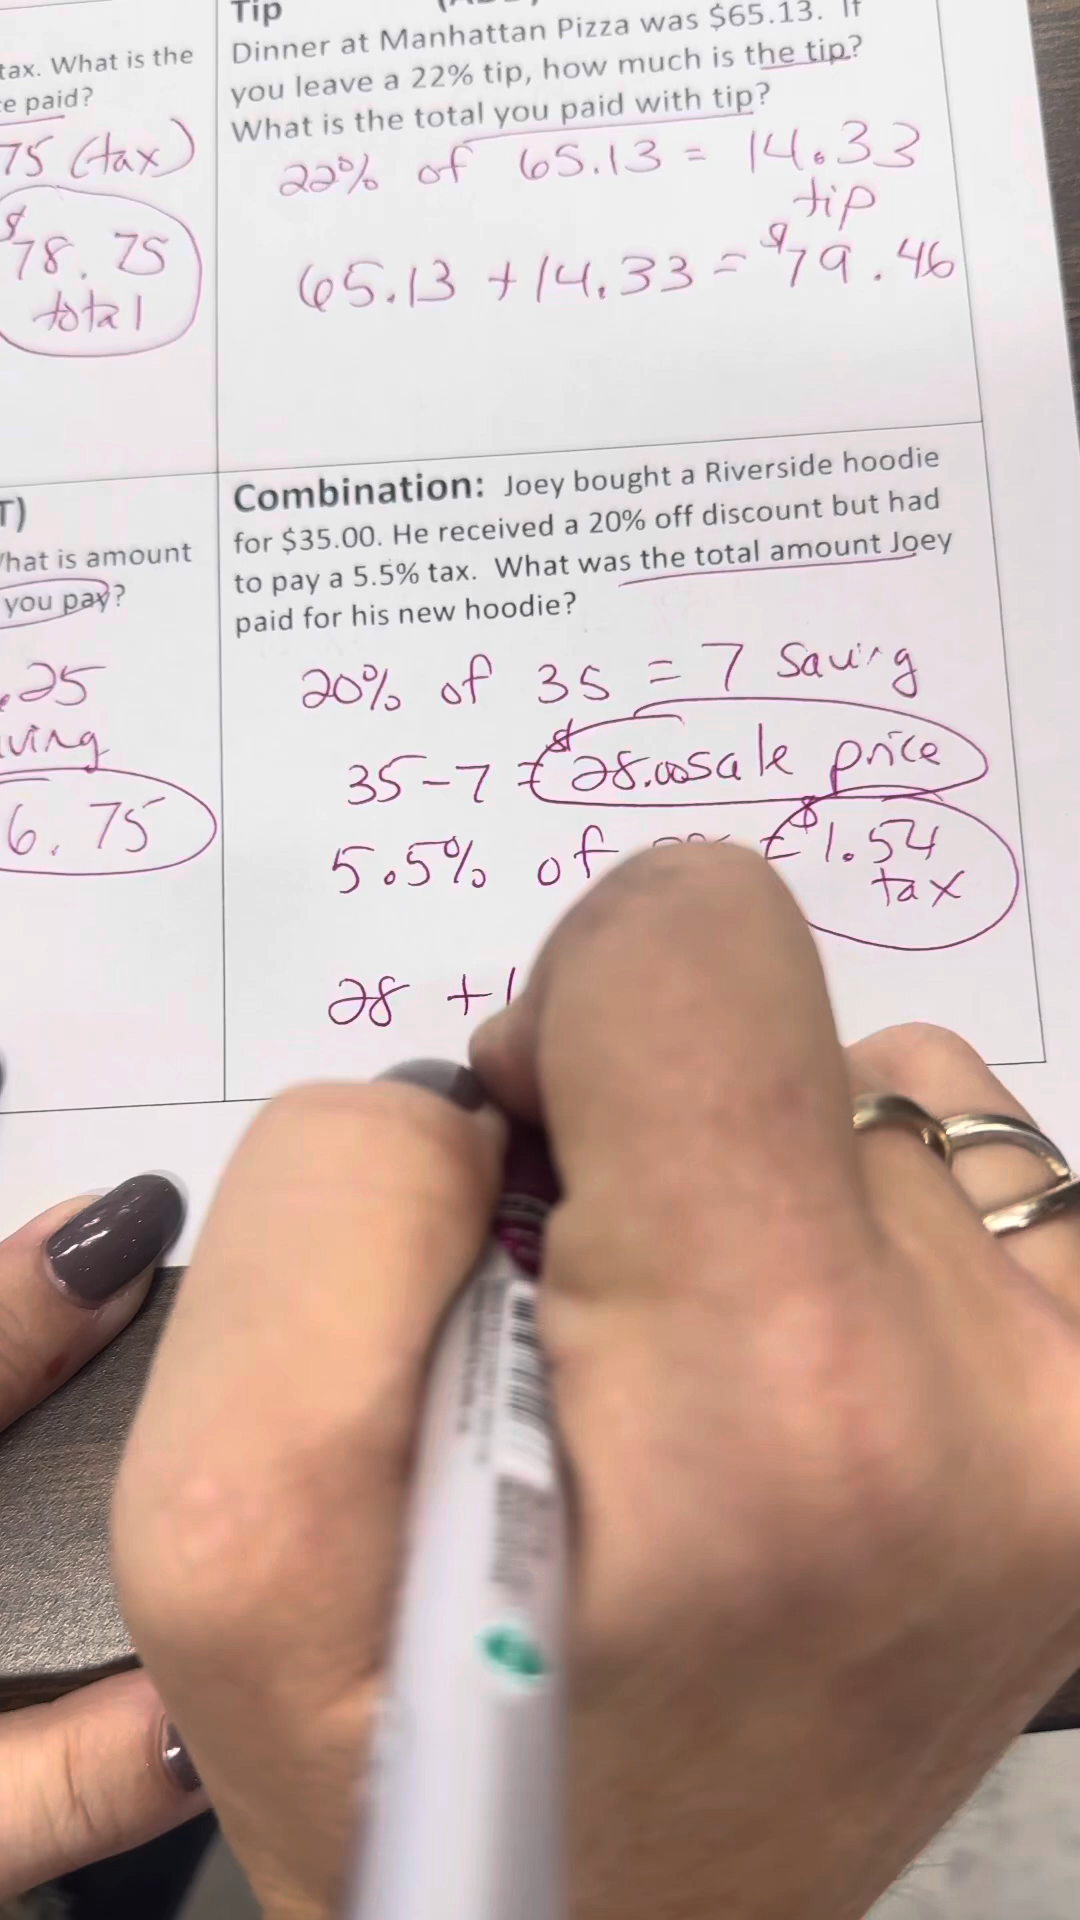 Tip
Dinner at Manhattan Pizza was $65.13. If
you leave a 22% tip, how much is the tip?
What is the total you paid with tip?
22% of 65.13 = 14.33
tip
65.13 + 14.33 = $79.46
tax. What is the
paid?
75 (tax)
$78.75
total
Combination: Joey bought a Riverside hoodie
for $35.00. He received a 20% off discount but had
to pay a 5.5% tax. What was the total amount Joey
paid for his new hoodie?
20% of 35 = 7 Saving
35-7 = $28.00 sale price
5.5% of = $1.54
tax
28 + 1
T)
What is amount
you pay?
.25
ving
6.75